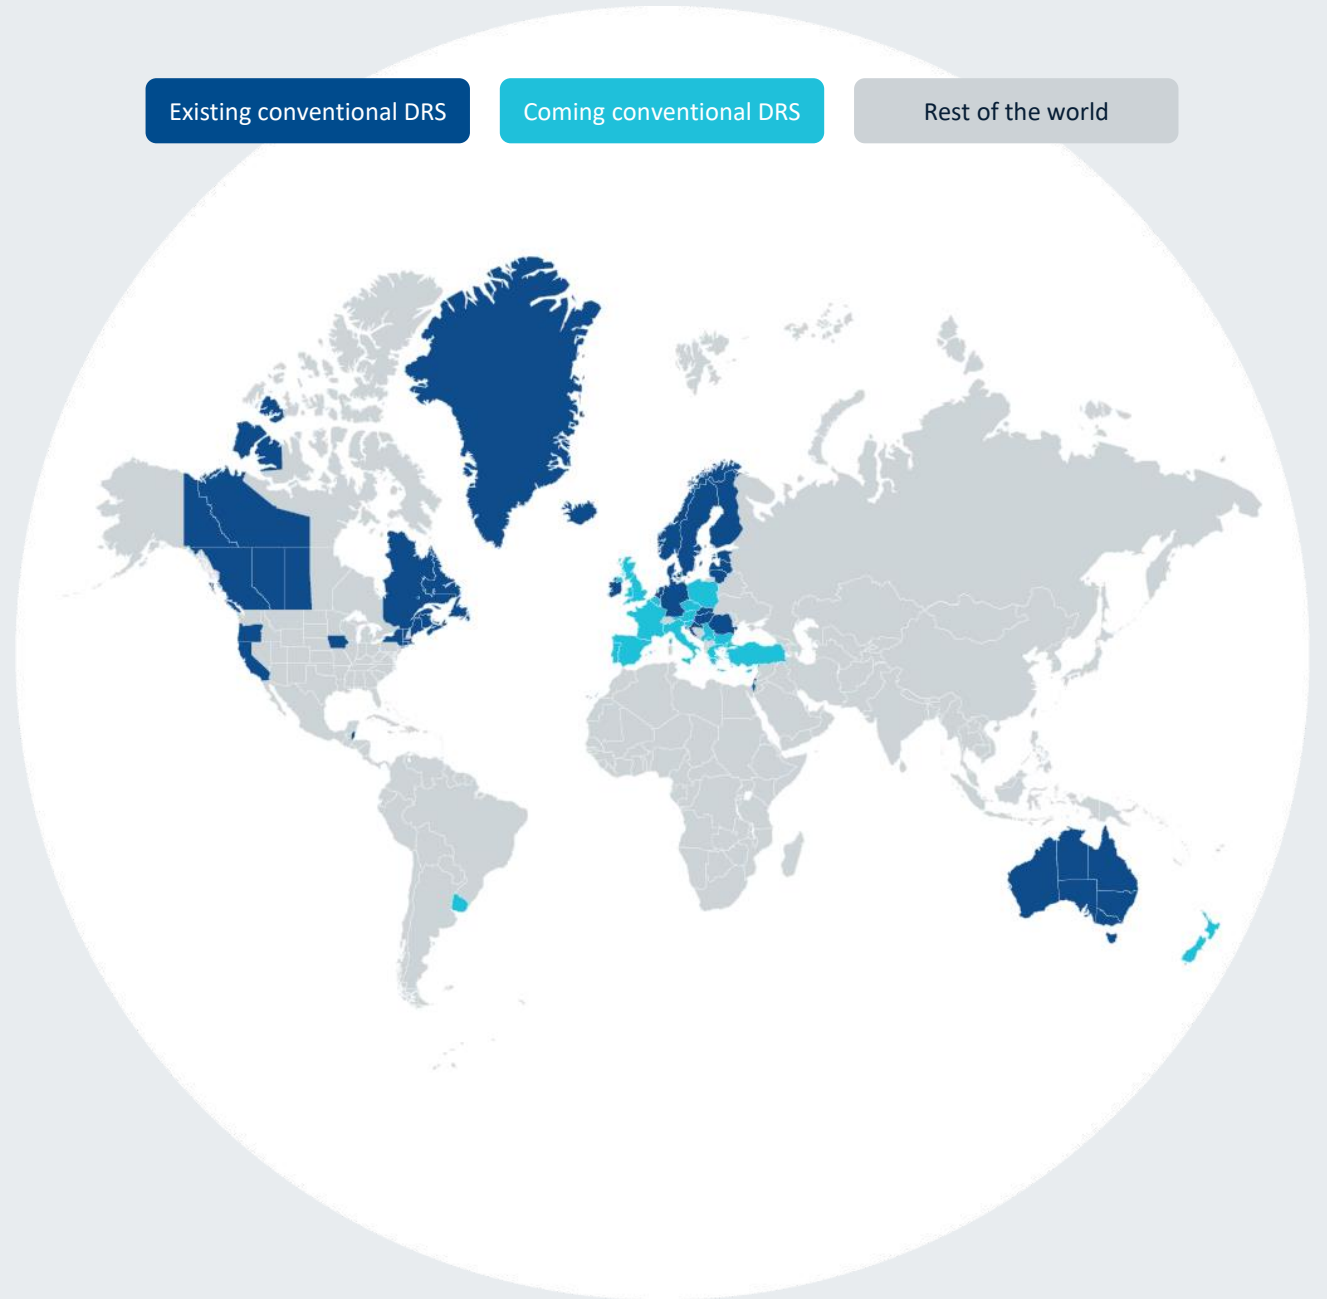 Existing conventional DRS
Coming conventional DRS
Rest of the world